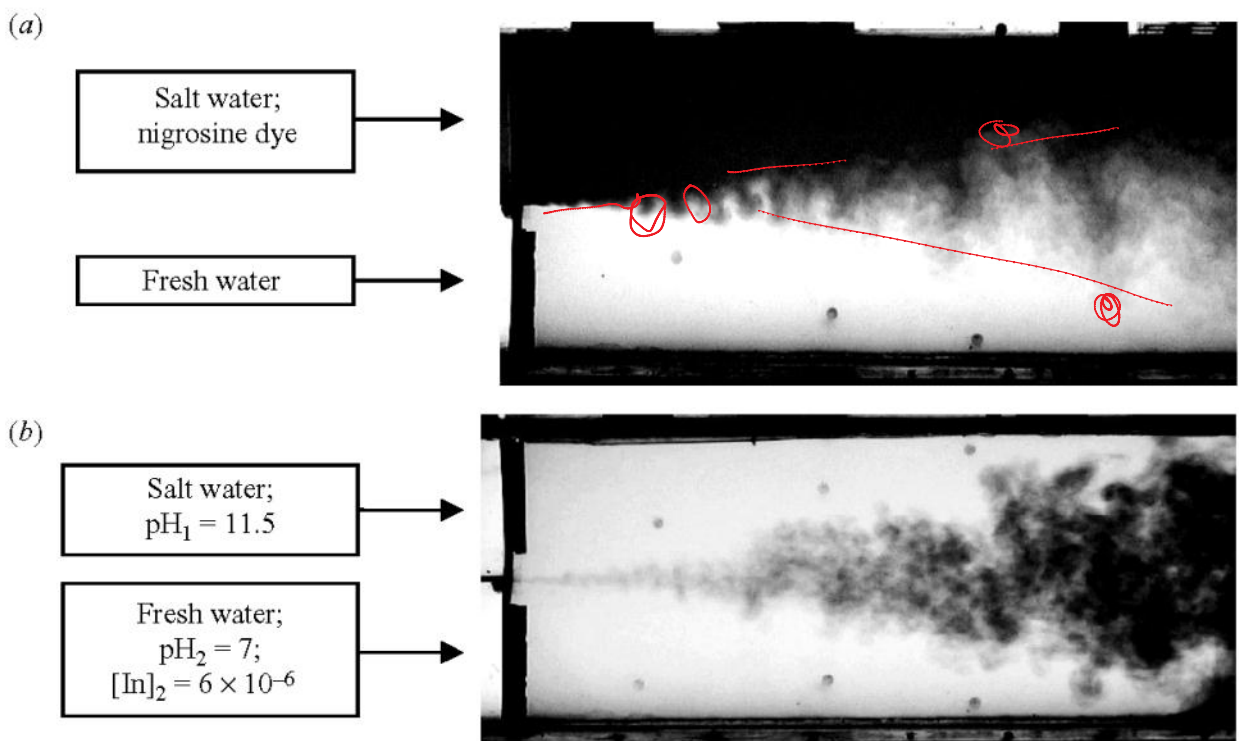 (a)
Salt water;
nigrosine dye
Fresh water
(b)
Salt water;
pH₁ = 11.5
Fresh water;
pH₂ = 7;
[In]₂ = 6 × 10⁻⁶